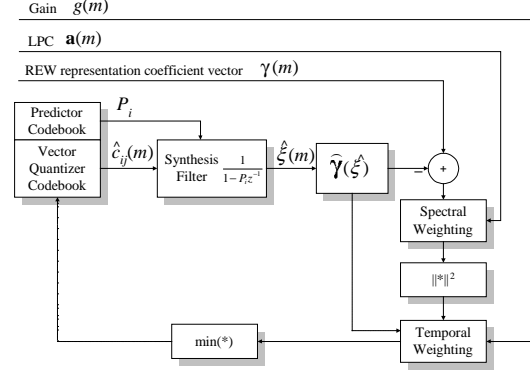 Gain g(m)
LPC a(m)
REW representation coefficient vector γ(m)
Predictor
Codebook
P_i
Vector
Quantizer
Codebook
ĉ_ij(m)
Synthesis
Filter 1/(1−P_i z^−1)
ξ̂(m)
γ̂(ξ̂)
−
+
Spectral
Weighting
||*||²
Temporal
Weighting
min(*)